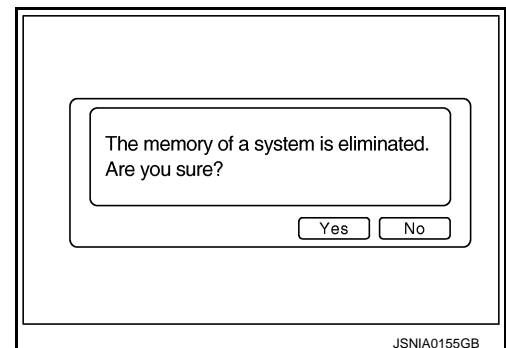 The memory of a system is eliminated.
Are you sure?
Yes No
JSNIA0155GB